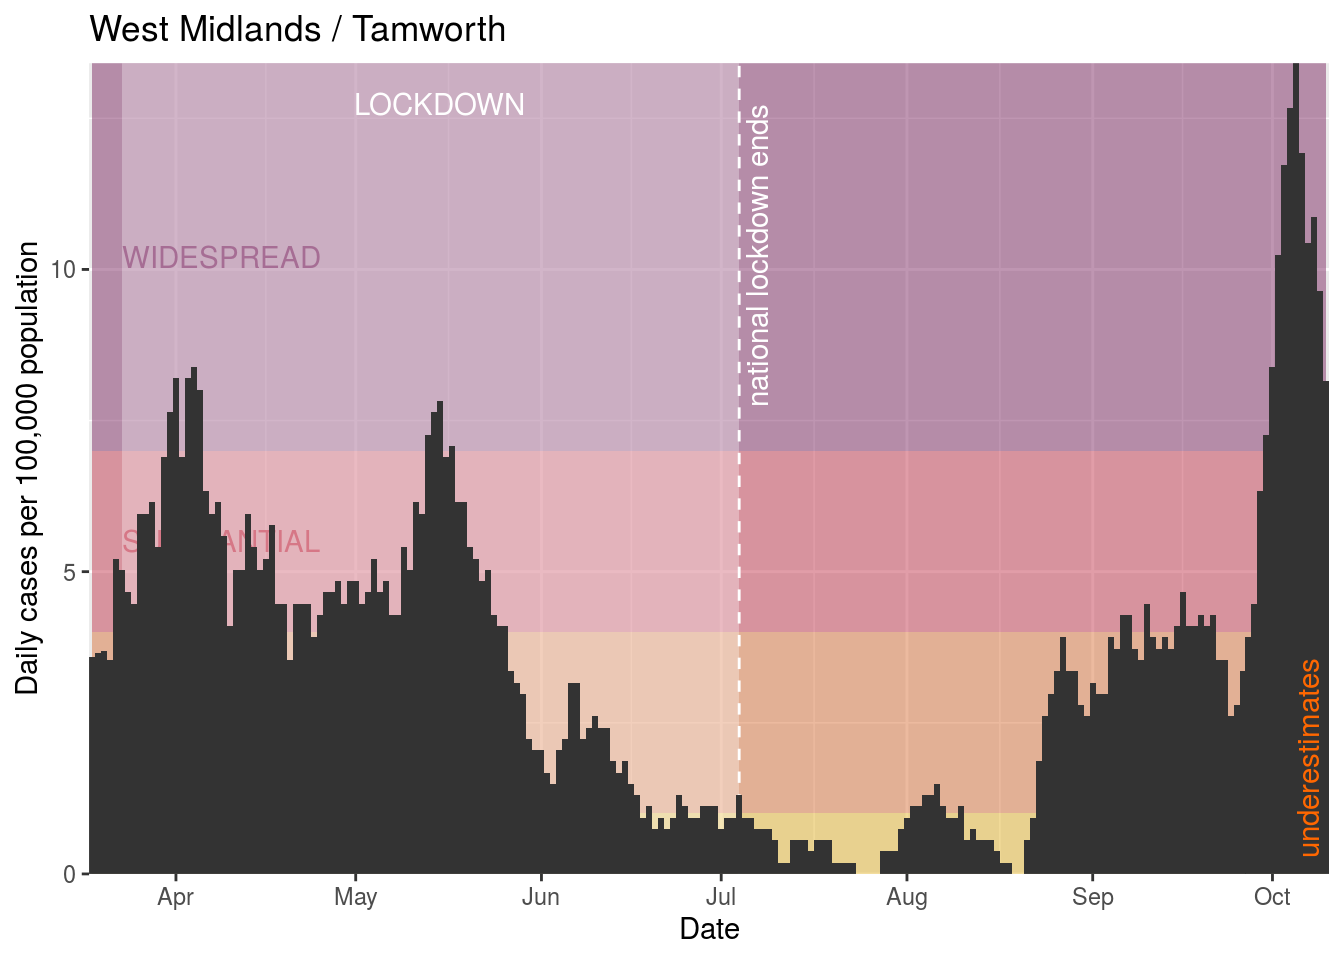 West Midlands / Tamworth
LOCKDOWN
national lockdown ends
WIDESPREAD
underestimates
10
5
0
Daily cases per 100,000 population
Apr May Jun Jul Aug Sep Oct
Date